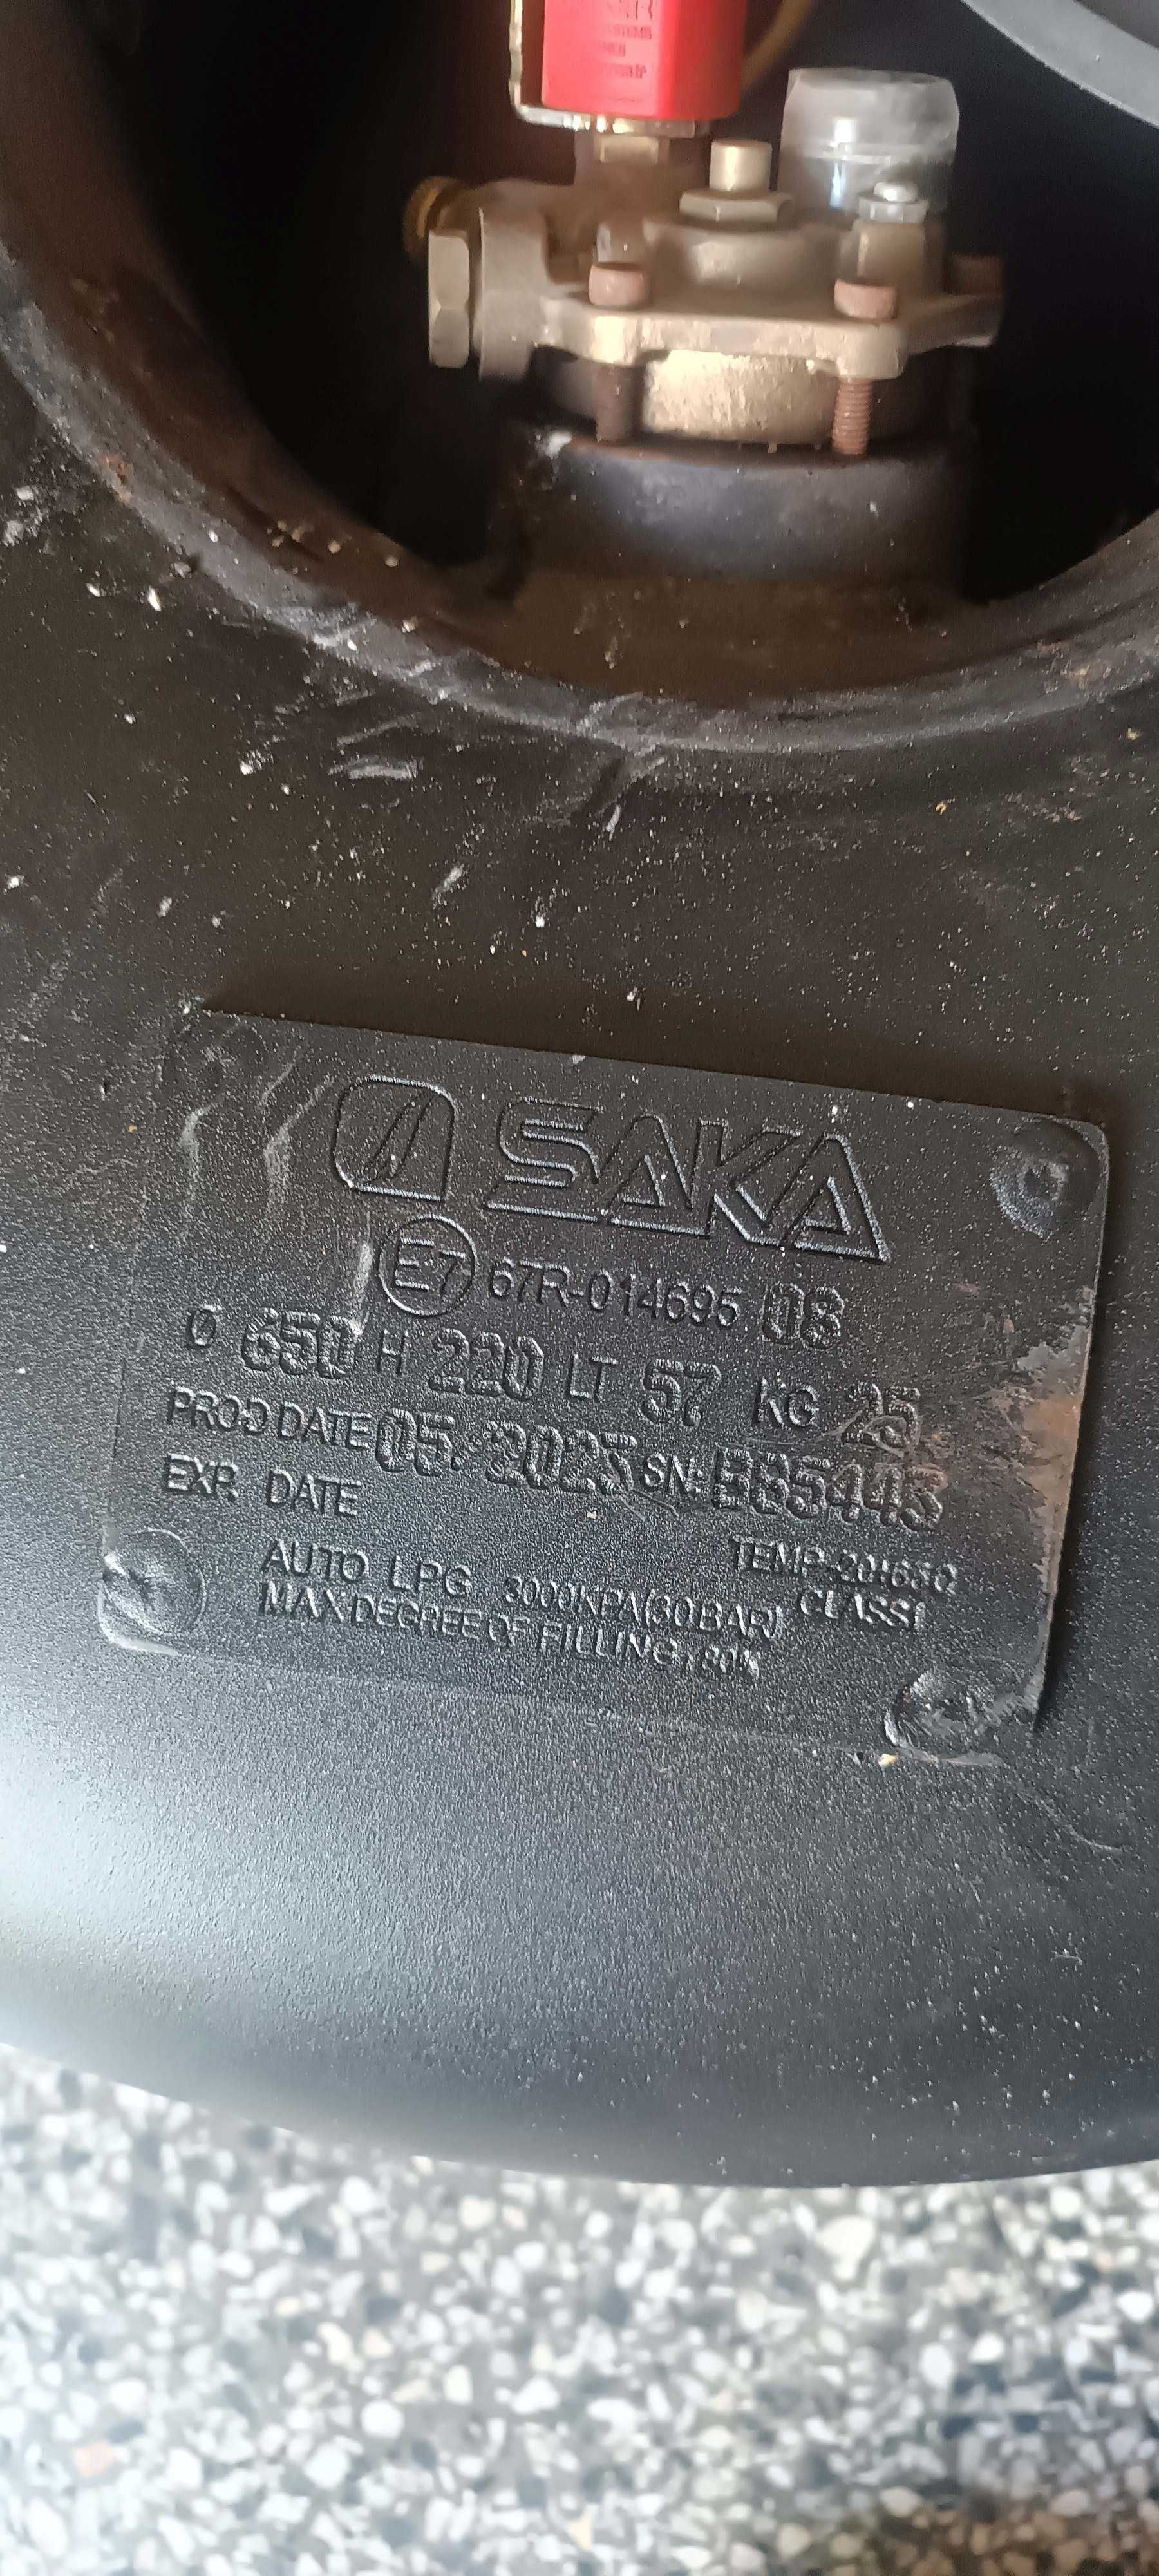 SAKA
E7 67R-014695 08
Ø 650 H 220 LT 57 KG 25
PROD DATE 05. 2023 SN:
EXP. DATE
TEMP-20+65C
AUTO LPG 3000KPA(30BAR) CLASS1
MAX DEGREE OF FILLING : 80%